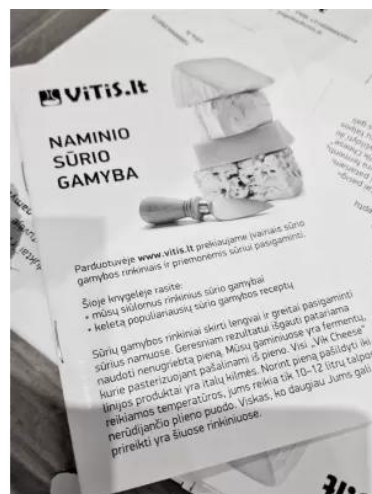 ViTiS.lt
NAMINIO
SŪRIO
GAMYBA
Parduotuvėje www.vitis.lt prekiaujame įvairiais sūrio
gamybos rinkiniais ir priemonėmis sūriui pasigaminti.
Šioje knygelėje rasite:
• mūsų siūlomus rinkinius sūrio gamybai
• keletą populiariausių sūrio gamybos receptų
Sūrių gamybos rinkiniai skirti lengvai ir greitai pasigaminti
sūrius namuose. Geresniam rezultatui išgauti patariama
naudoti nenugriebtą pieną. Mūsų gaminiuose yra fermentų,
kurie pasterizuojant pašalinami iš pieno. Visi „Vik Cheese"
linijos produktai yra italų kilmės. Norint pieną pašildyti iki
reikiamos temperatūros, jums reikia tik 10-12 litrų talpos
nerūdijančio plieno puodo. Viskas, ko daugiau Jums gali
prireikti yra šiuose rinkiniuose.